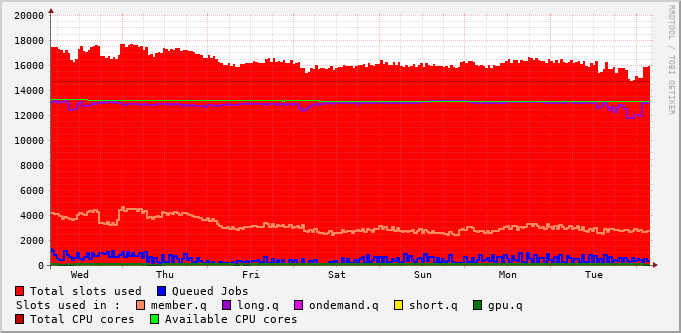 RRDTOOL / TOBI OETIKER
20000
18000
16000
14000
12000
10000
8000
6000
4000
2000
0
Wed Thu Fri Sat Sun Mon Tue
Total slots used Queued Jobs
Slots used in : member.q long.q ondemand.q short.q gpu.q
Total CPU cores Available CPU cores